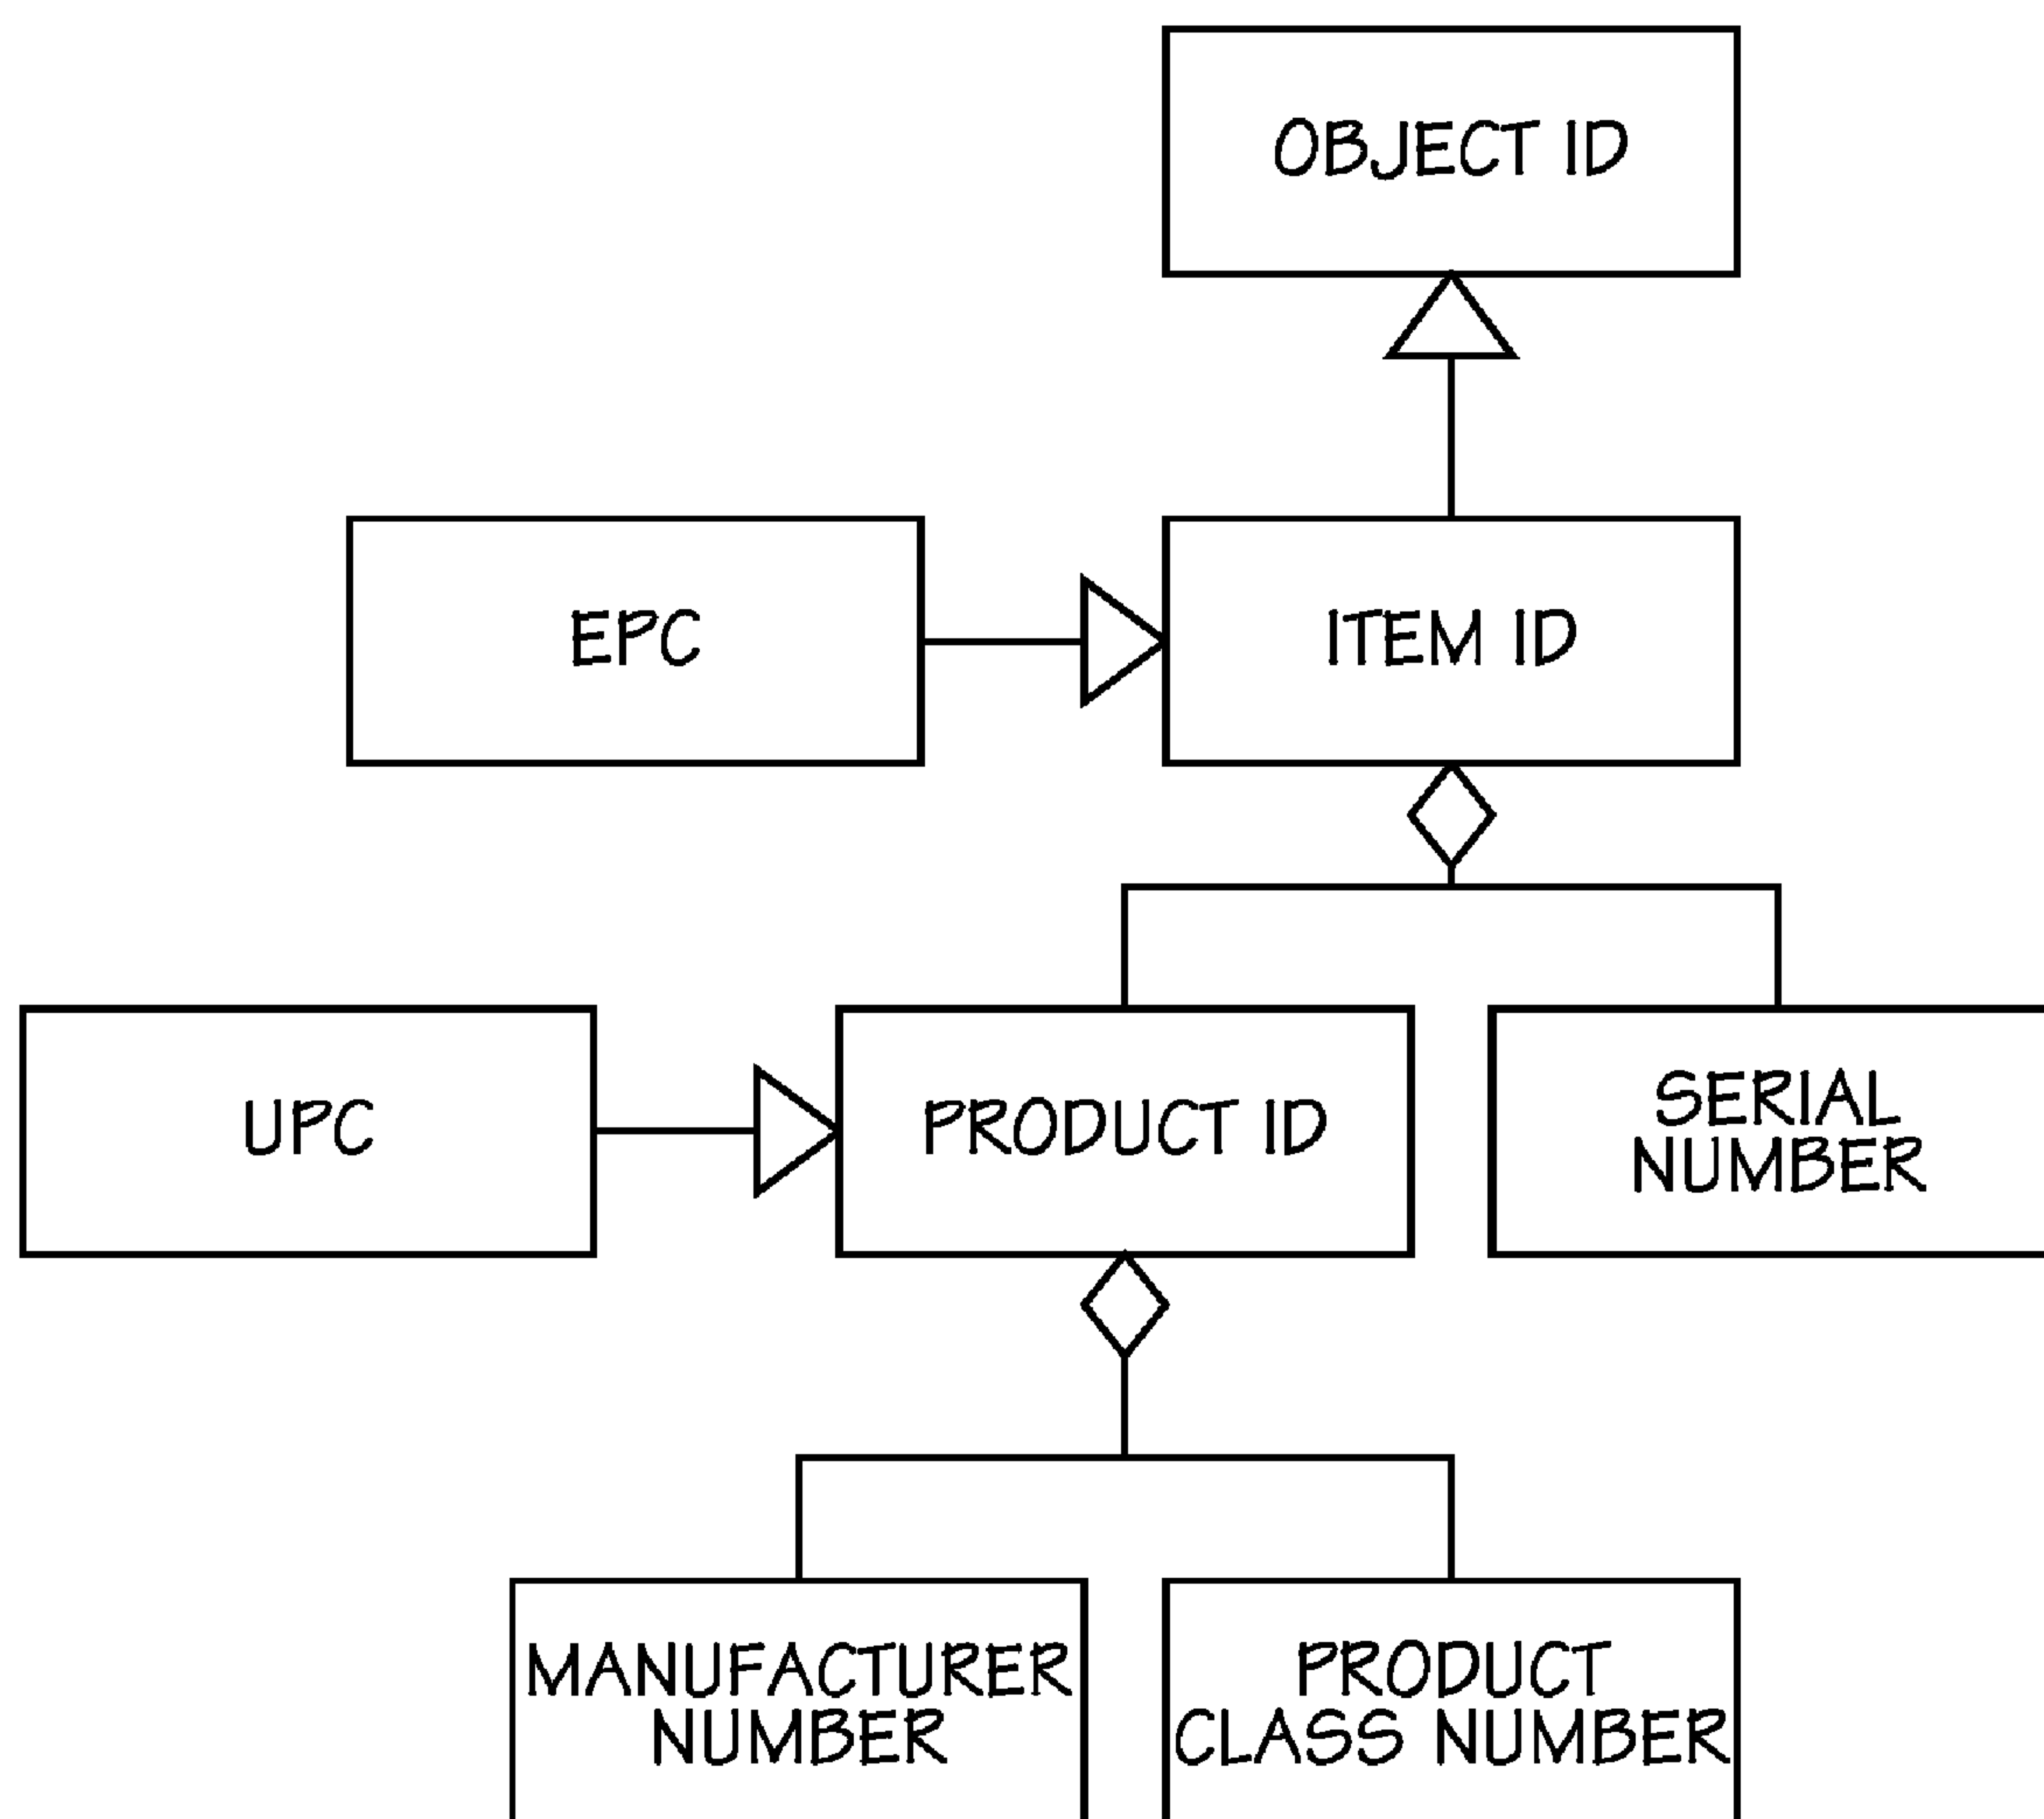 OBJECT ID
EPC
ITEM ID
UPC
PRODUCT ID
SERIAL
NUMBER
MANUFACTURER
NUMBER
PRODUCT
CLASS NUMBER